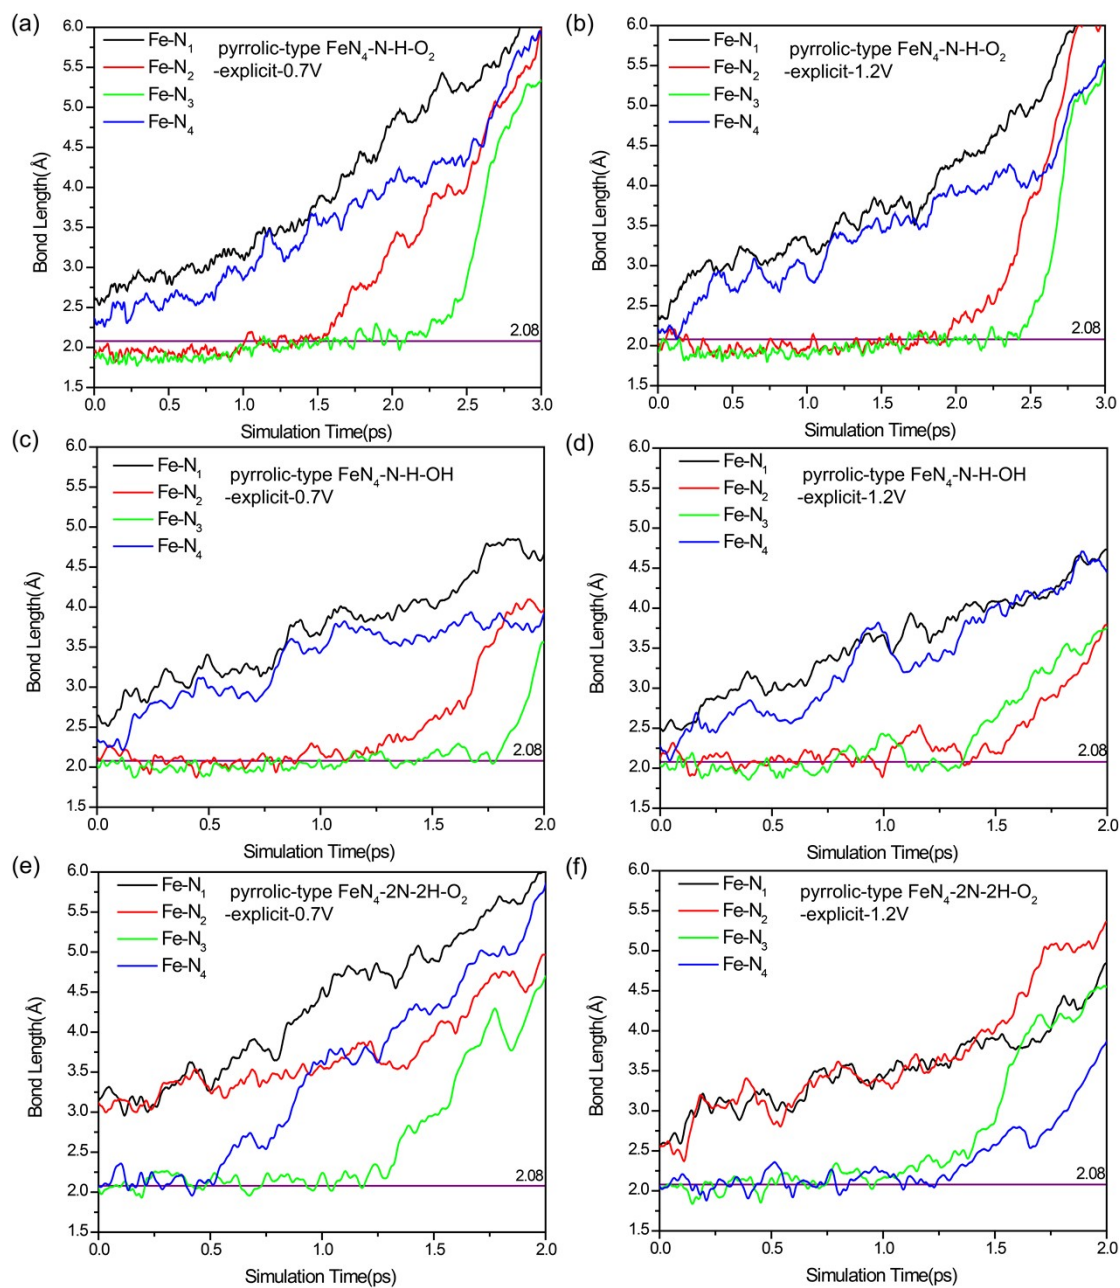 (a)
Fe-N1
Fe-N2
Fe-N3
Fe-N4
pyrrolic-type FeN4-N-H-O2
-explicit-0.7V
2.08
6.0
5.5
5.0
4.5
4.0
3.5
3.0
2.5
2.0
1.5
Bond Length(Å)
0.0 0.5 1.0 1.5 2.0 2.5 3.0
Simulation Time(ps)
(b)
Fe-N1
Fe-N2
Fe-N3
Fe-N4
pyrrolic-type FeN4-N-H-O2
-explicit-1.2V
2.08
6.0
5.5
5.0
4.5
4.0
3.5
3.0
2.5
2.0
1.5
Bond Length(Å)
0.0 0.5 1.0 1.5 2.0 2.5 3.0
Simulation Time(ps)
(c)
Fe-N1
Fe-N2
Fe-N3
Fe-N4
pyrrolic-type FeN4-N-H-OH
-explicit-0.7V
2.08
6.0
5.5
5.0
4.5
4.0
3.5
3.0
2.5
2.0
1.5
Bond Length(Å)
0.0 0.5 1.0 1.5 2.0
Simulation Time(ps)
(d)
Fe-N1
Fe-N2
Fe-N3
Fe-N4
pyrrolic-type FeN4-N-H-OH
-explicit-1.2V
2.08
6.0
5.5
5.0
4.5
4.0
3.5
3.0
2.5
2.0
1.5
Bond Length(Å)
0.0 0.5 1.0 1.5 2.0
Simulation Time(ps)
(e)
Fe-N1
Fe-N2
Fe-N3
Fe-N4
pyrrolic-type FeN4-2N-2H-O2
-explicit-0.7V
2.08
6.0
5.5
5.0
4.5
4.0
3.5
3.0
2.5
2.0
1.5
Bond Length(Å)
0.0 0.5 1.0 1.5 2.0
Simulation Time(ps)
(f)
Fe-N1
Fe-N2
Fe-N3
Fe-N4
pyrrolic-type FeN4-2N-2H-O2
-explicit-1.2V
2.08
6.0
5.5
5.0
4.5
4.0
3.5
3.0
2.5
2.0
1.5
Bond Length(Å)
0.0 0.5 1.0 1.5 2.0
Simulation Time(ps)